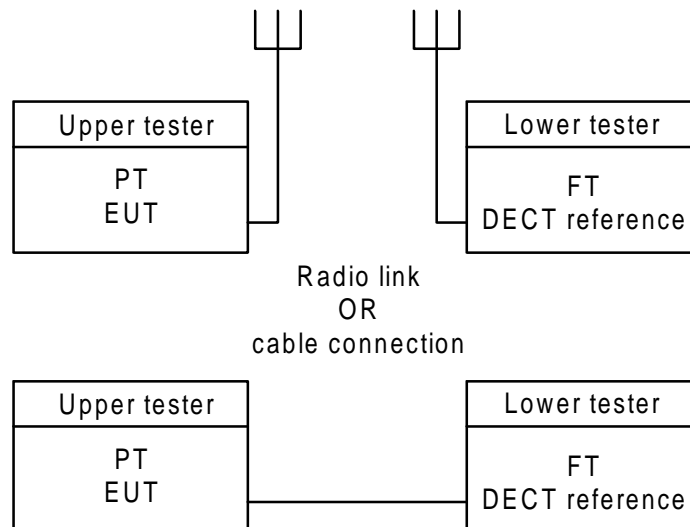 Upper tester
PT
EUT
Lower tester
FT
DECT reference
Radio link
OR
cable connection
Upper tester
PT
EUT
Lower tester
FT
DECT reference